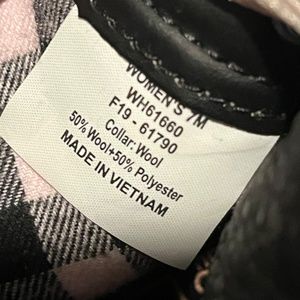 WOMEN'S 7M
WH61660
F19 - 61790
Collar: Wool
50% Wool+50% Polyester
MADE IN VIETNAM